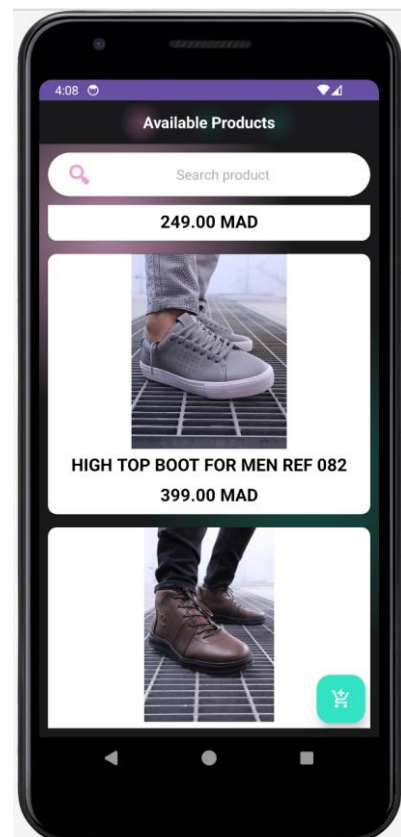 4:08
Available Products
Search product
249.00 MAD
HIGH TOP BOOT FOR MEN REF 082
399.00 MAD